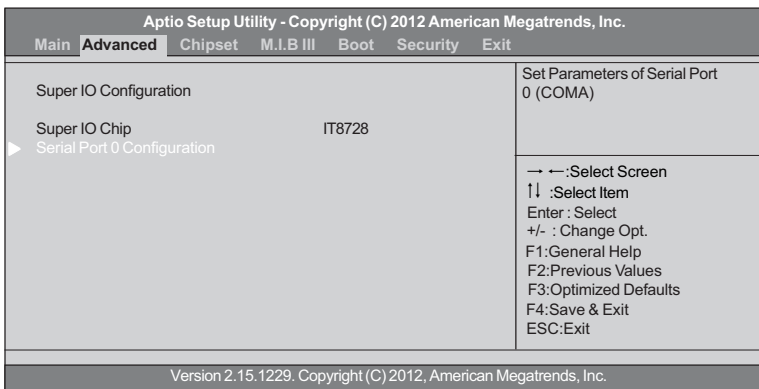 Aptio Setup Utility - Copyright (C) 2012 American Megatrends, Inc.
Main Advanced Chipset M.I.B III Boot Security Exit
Super IO Configuration
Super IO Chip IT8728
Serial Port 0 Configuration
Set Parameters of Serial Port
0 (COMA)
→ ←:Select Screen
↑↓ :Select Item
Enter : Select
+/- : Change Opt.
F1:General Help
F2:Previous Values
F3:Optimized Defaults
F4:Save & Exit
ESC:Exit
Version 2.15.1229. Copyright (C) 2012, American Megatrends, Inc.